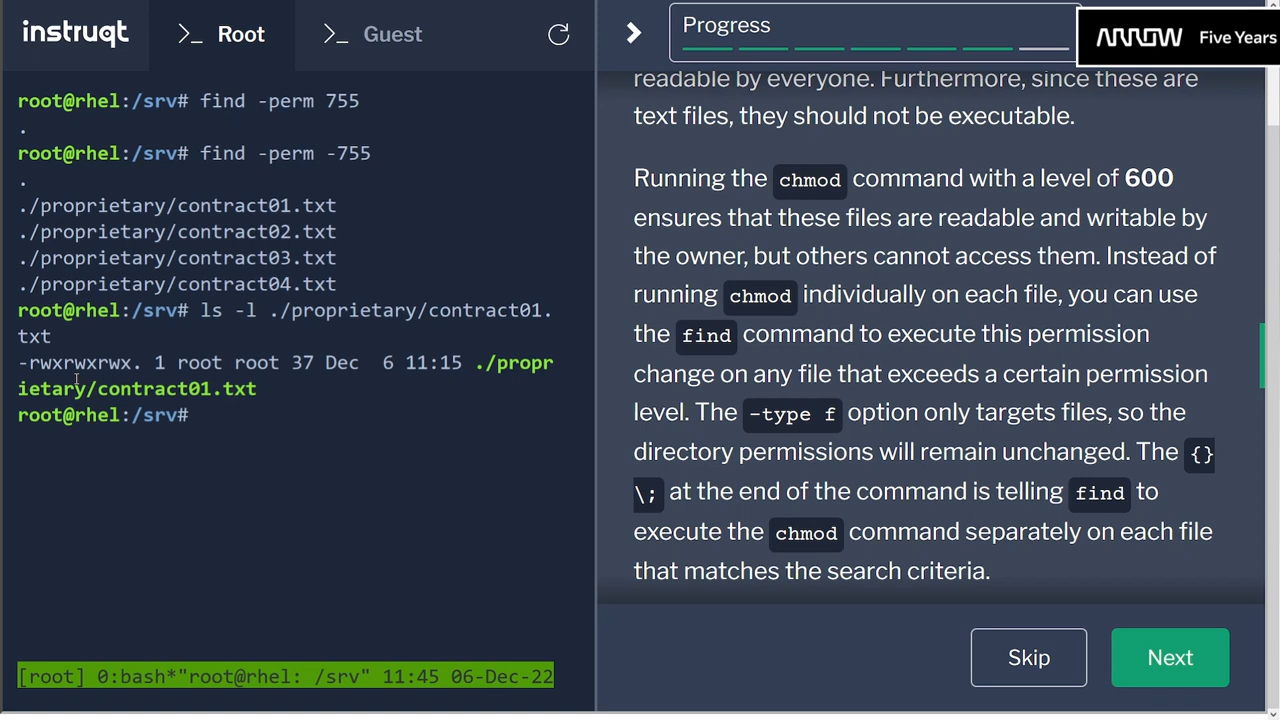 instruqt
>_ Root
>_ Guest
root@rhel:/srv# find -perm 755
.
root@rhel:/srv# find -perm -755
.
./proprietary/contract01.txt
./proprietary/contract02.txt
./proprietary/contract03.txt
./proprietary/contract04.txt
root@rhel:/srv# ls -l ./proprietary/contract01.
txt
-rwxrwxrwx. 1 root root 37 Dec  6 11:15 ./propr
ietary/contract01.txt
root@rhel:/srv#
[root] 0:bash*"root@rhel: /srv" 11:45 06-Dec-22
Progress
ARROW Five Years
readable by everyone. Furthermore, since these are
text files, they should not be executable.
Running the chmod command with a level of 600
ensures that these files are readable and writable by
the owner, but others cannot access them. Instead of
running chmod individually on each file, you can use
the find command to execute this permission
change on any file that exceeds a certain permission
level. The -type f option only targets files, so the
directory permissions will remain unchanged. The {}
\; at the end of the command is telling find to
execute the chmod command separately on each file
that matches the search criteria.
Skip
Next